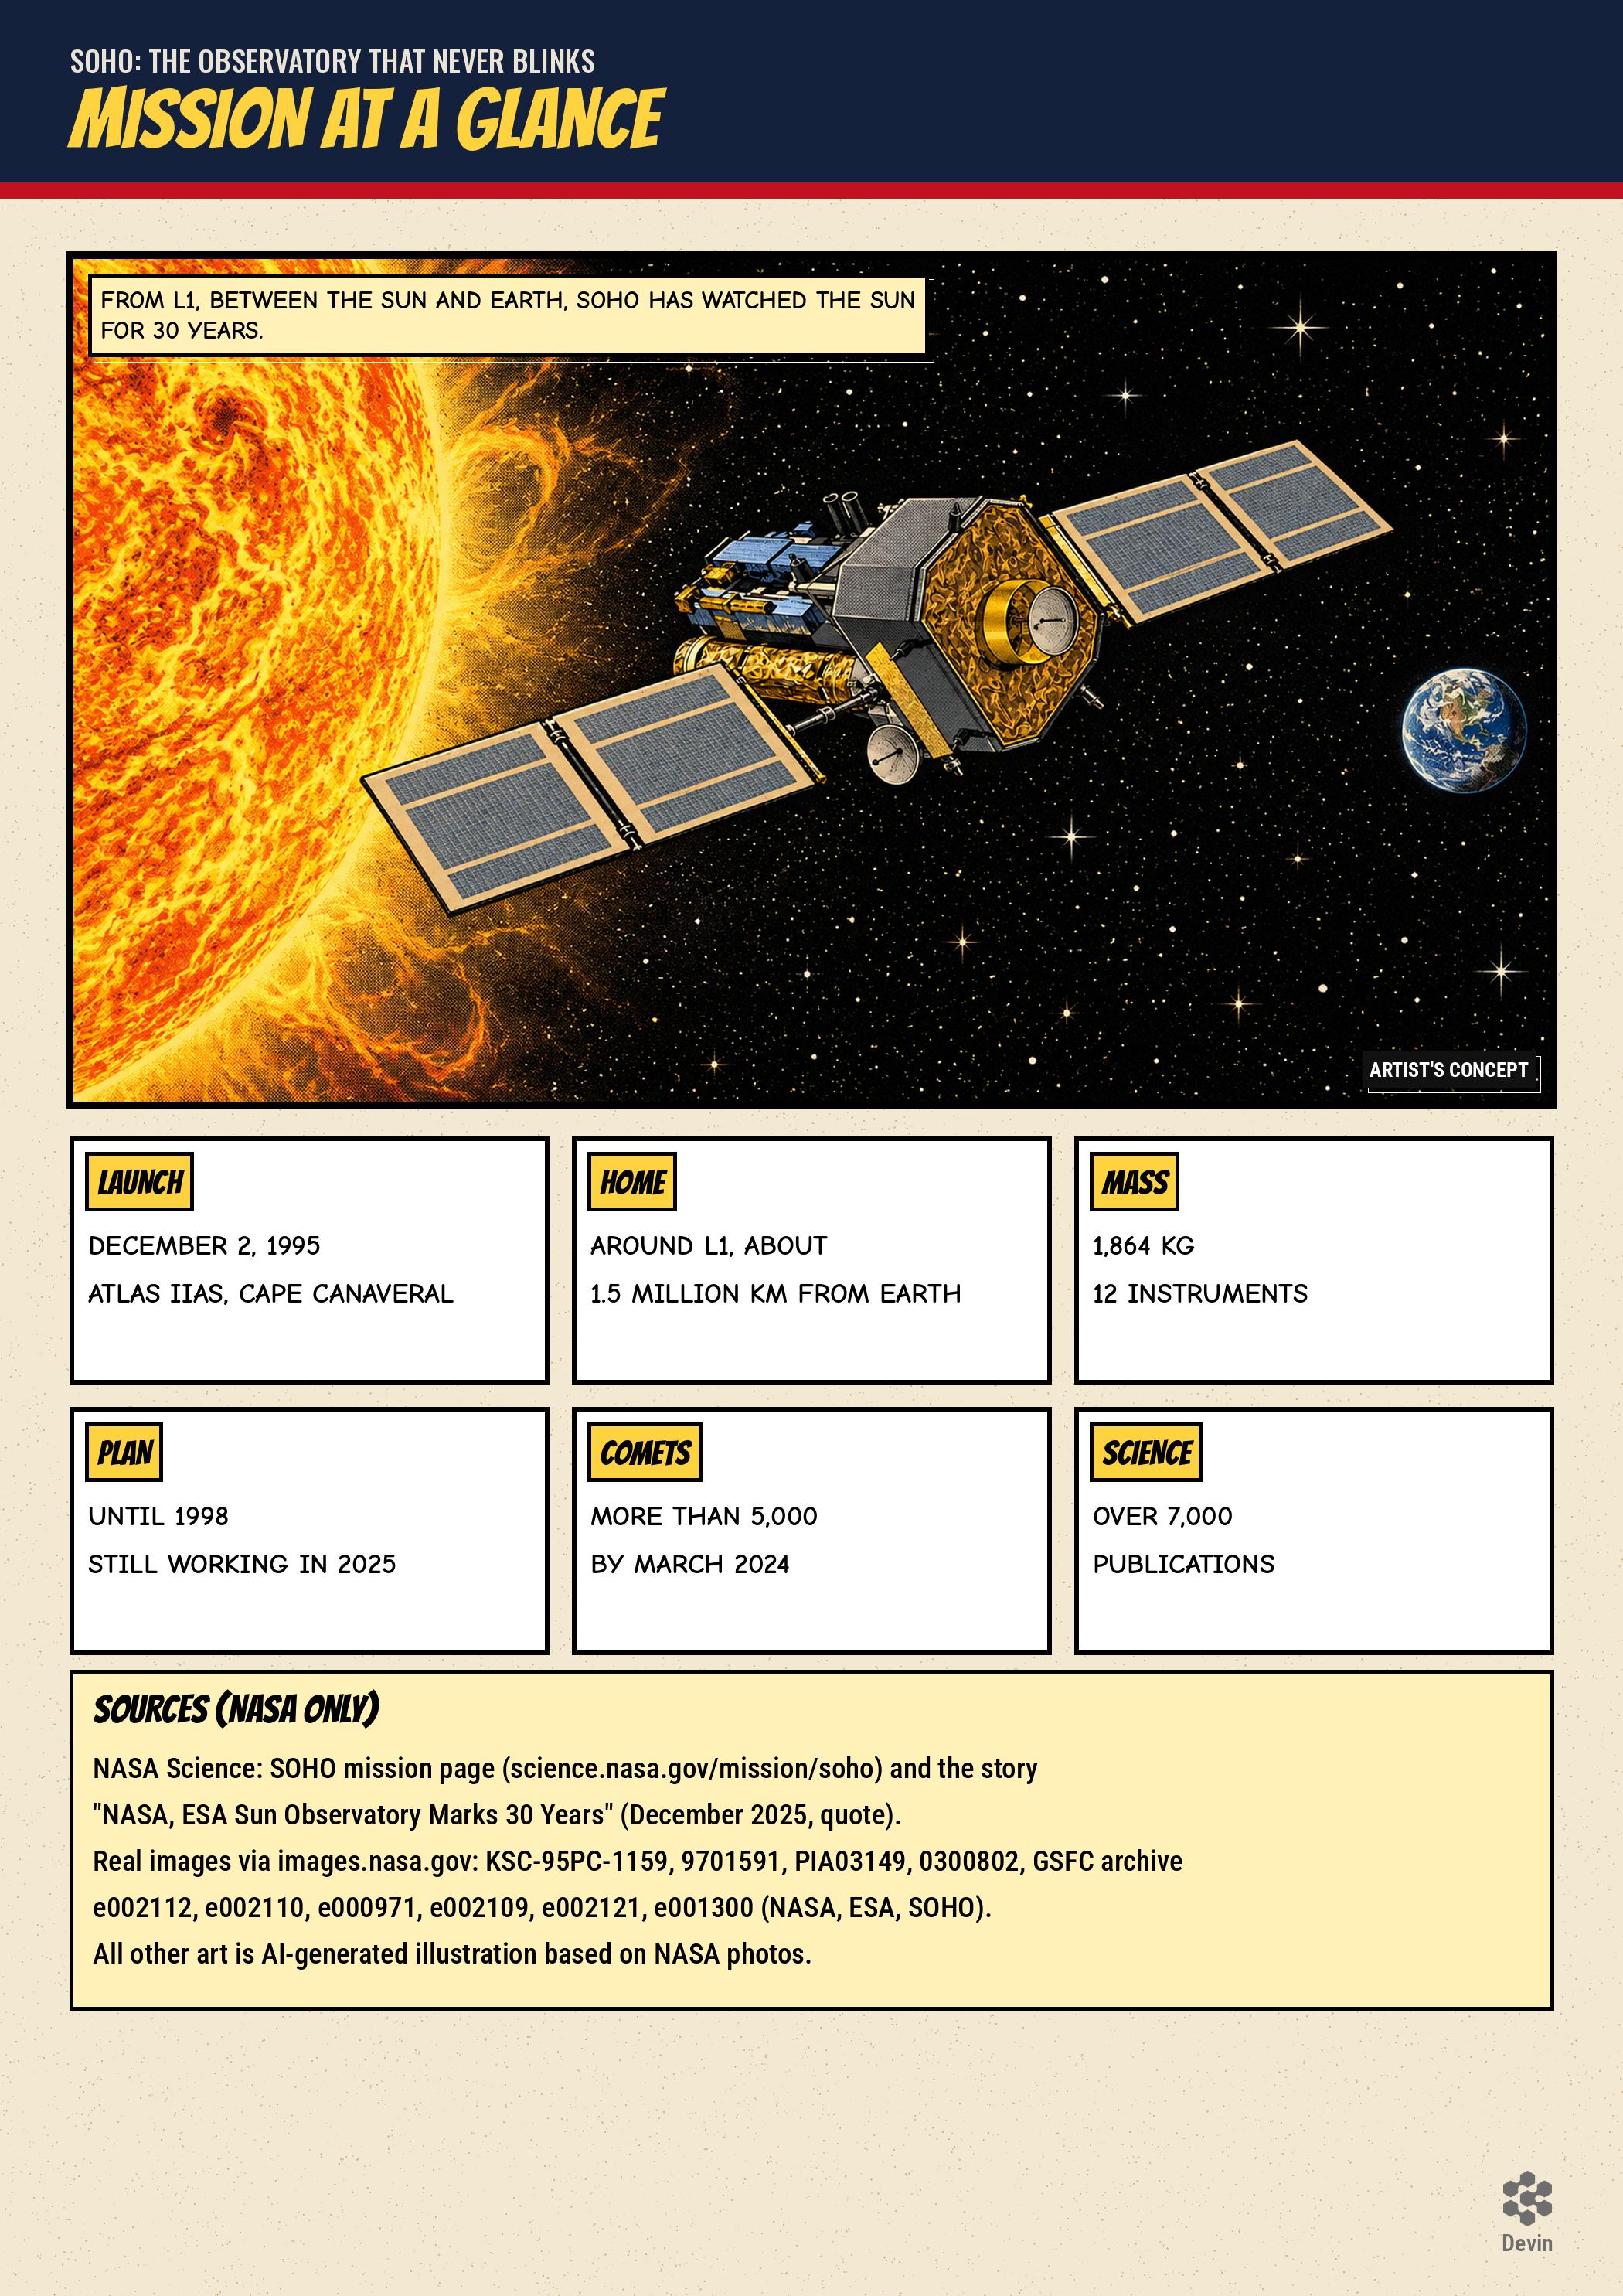 SOHO: THE OBSERVATORY THAT NEVER BLINKS
MISSION AT A GLANCE
FROM L1, BETWEEN THE SUN AND EARTH, SOHO HAS WATCHED THE SUN
FOR 30 YEARS.
ARTIST'S CONCEPT
LAUNCH
DECEMBER 2, 1995
ATLAS IIAS, CAPE CANAVERAL
HOME
AROUND L1, ABOUT
1.5 MILLION KM FROM EARTH
MASS
1,864 KG
12 INSTRUMENTS
PLAN
UNTIL 1998
STILL WORKING IN 2025
COMETS
MORE THAN 5,000
BY MARCH 2024
SCIENCE
OVER 7,000
PUBLICATIONS
SOURCES (NASA ONLY)
NASA Science: SOHO mission page (science.nasa.gov/mission/soho) and the story
"NASA, ESA Sun Observatory Marks 30 Years" (December 2025, quote).
Real images via images.nasa.gov: KSC-95PC-1159, 9701591, PIA03149, 0300802, GSFC archive
e002112, e002110, e000971, e002109, e002121, e001300 (NASA, ESA, SOHO).
All other art is AI-generated illustration based on NASA photos.
Devin